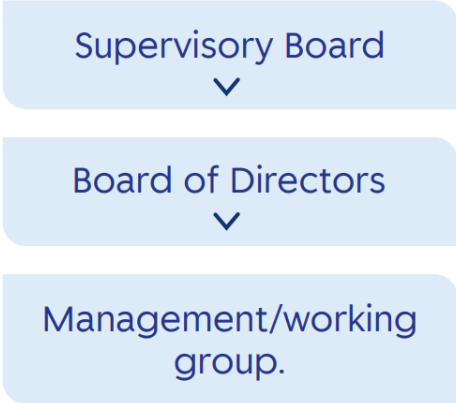 Supervisory Board
Board of Directors
Management/working
group.